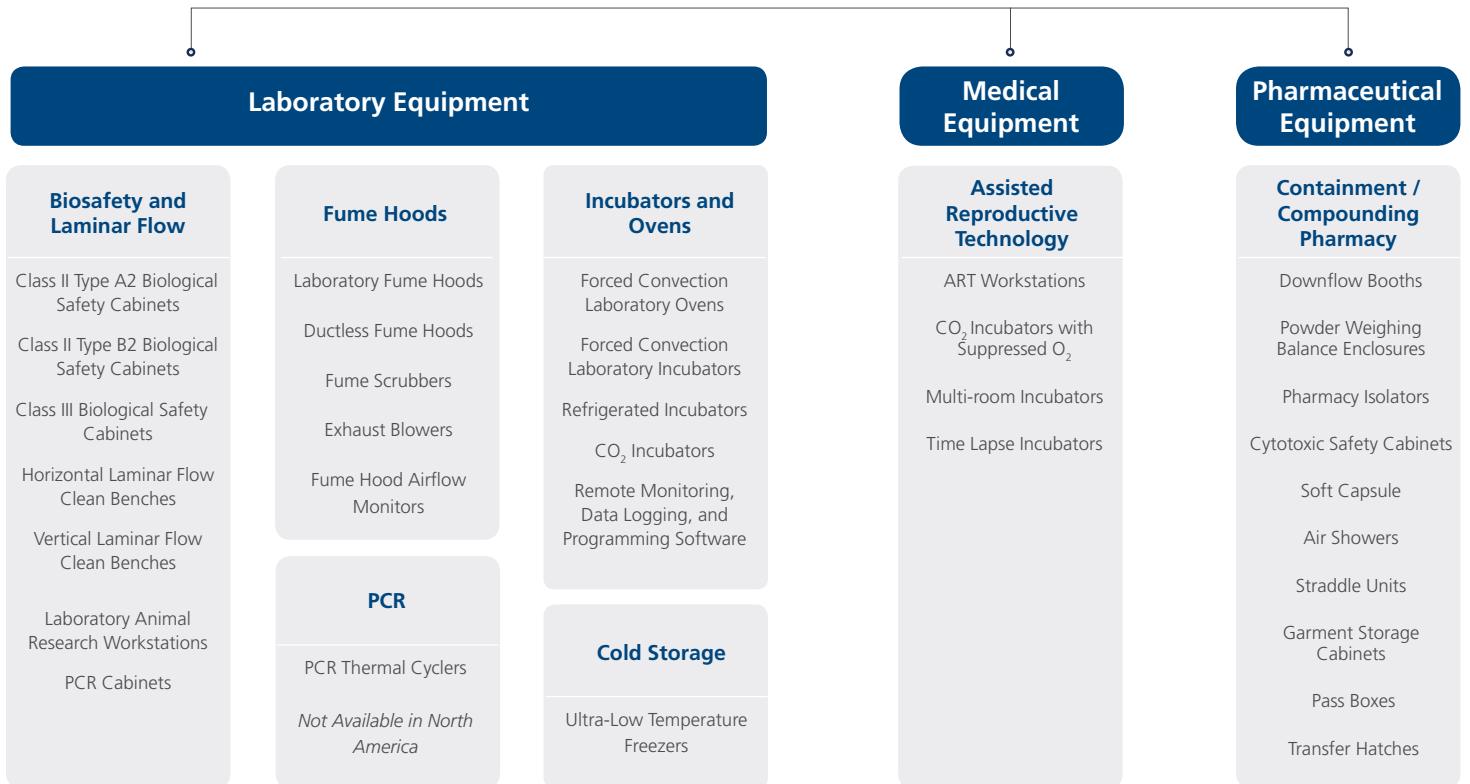 Laboratory Equipment
Medical
Equipment
Pharmaceutical
Equipment
Biosafety and
Laminar Flow
Class II Type A2 Biological
Safety Cabinets
Class II Type B2 Biological
Safety Cabinets
Class III Biological Safety
Cabinets
Horizontal Laminar Flow
Clean Benches
Vertical Laminar Flow
Clean Benches
Laboratory Animal
Research Workstations
PCR Cabinets
Fume Hoods
Laboratory Fume Hoods
Ductless Fume Hoods
Fume Scrubbers
Exhaust Blowers
Fume Hood Airflow
Monitors
PCR
PCR Thermal Cyclers
Not Available in North
America
Incubators and
Ovens
Forced Convection
Laboratory Ovens
Forced Convection
Laboratory Incubators
Refrigerated Incubators
CO₂ Incubators
Remote Monitoring,
Data Logging, and
Programming Software
Cold Storage
Ultra-Low Temperature
Freezers
Assisted
Reproductive
Technology
ART Workstations
CO₂ Incubators with
Suppressed O₂
Multi-room Incubators
Time Lapse Incubators
Containment /
Compounding
Pharmacy
Downflow Booths
Powder Weighing
Balance Enclosures
Pharmacy Isolators
Cytotoxic Safety Cabinets
Soft Capsule
Air Showers
Straddle Units
Garment Storage
Cabinets
Pass Boxes
Transfer Hatches